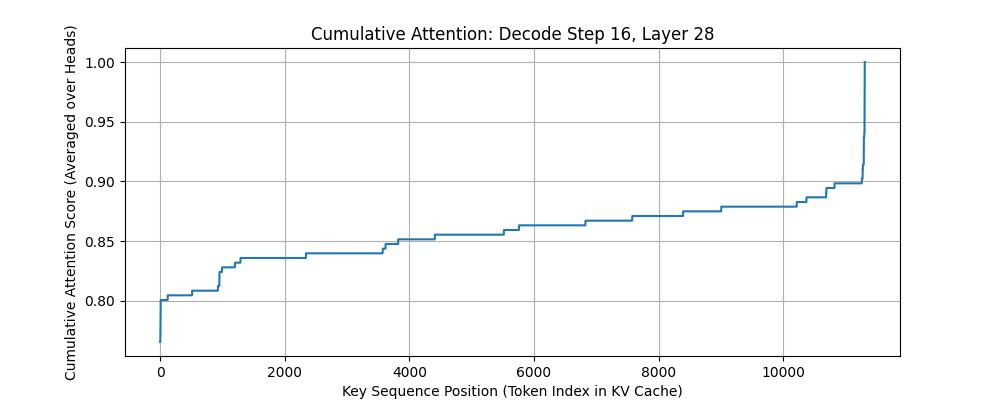 Cumulative Attention: Decode Step 16, Layer 28
Cumulative Attention Score (Averaged over Heads)
1.00
0.95
0.90
0.85
0.80
0 2000 4000 6000 8000 10000
Key Sequence Position (Token Index in KV Cache)